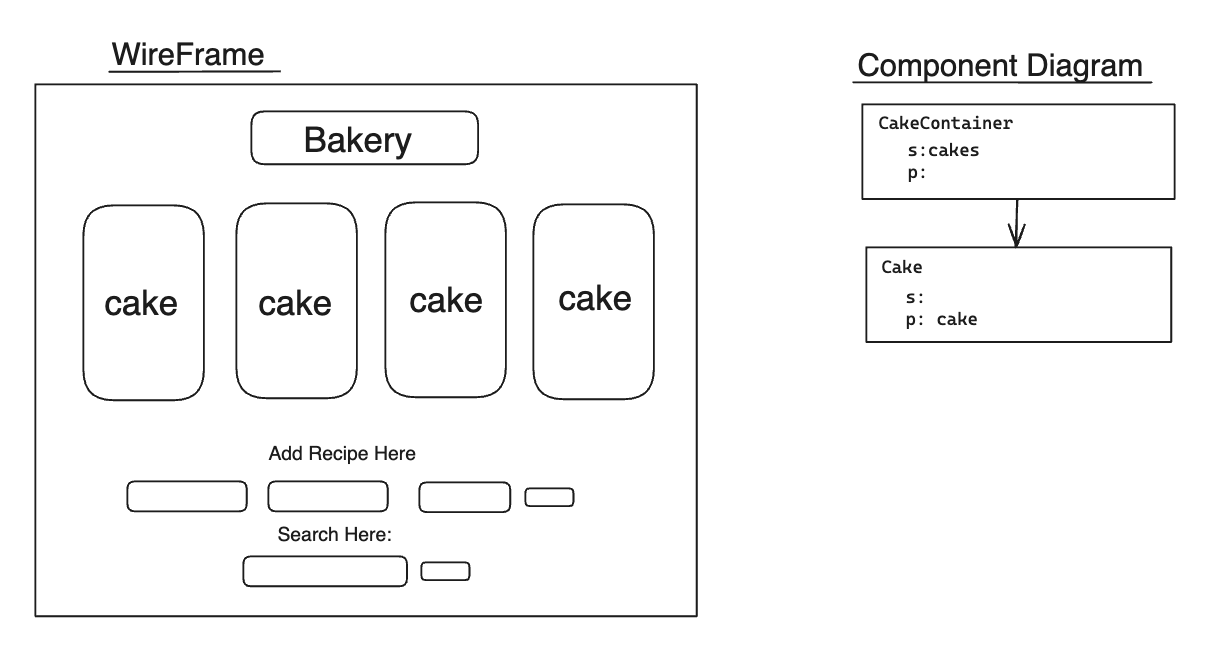 WireFrame
Bakery
cake
cake
cake
cake
Add Recipe Here
Search Here:
Component Diagram
CakeContainer
s:cakes
p:
Cake
s:
p: cake